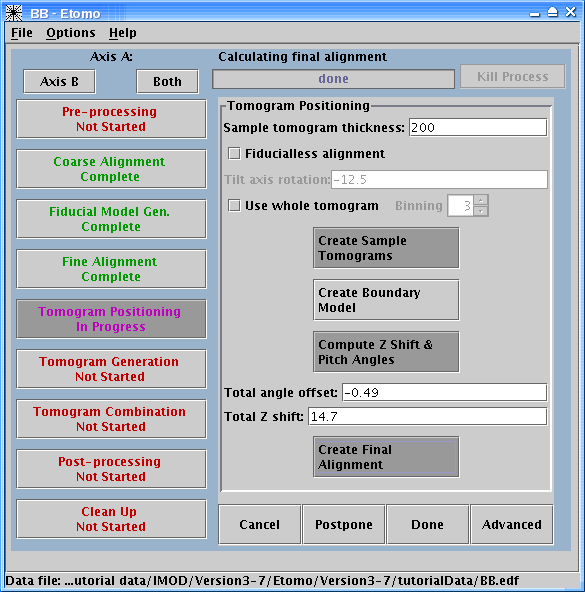 BB - Etomo
File Options Help
Axis A:
Calculating final alignment
Axis B
Both
done
Kill Process
Pre-processing
Not Started
Coarse Alignment
Complete
Fiducial Model Gen.
Complete
Fine Alignment
Complete
Tomogram Positioning
In Progress
Tomogram Generation
Not Started
Tomogram Combination
Not Started
Post-processing
Not Started
Clean Up
Not Started
Tomogram Positioning
Sample tomogram thickness: 200
Fiducialless alignment
Tilt axis rotation: -12.5
Use whole tomogram Binning 3
Create Sample
Tomograms
Create Boundary
Model
Compute Z Shift &
Pitch Angles
Total angle offset: -0.49
Total Z shift: 14.7
Create Final
Alignment
Cancel
Postpone
Done
Advanced
Data file: ...utorial data/IMOD/Version3-7/Etomo/Version3-7/tutorialData/BB.edf